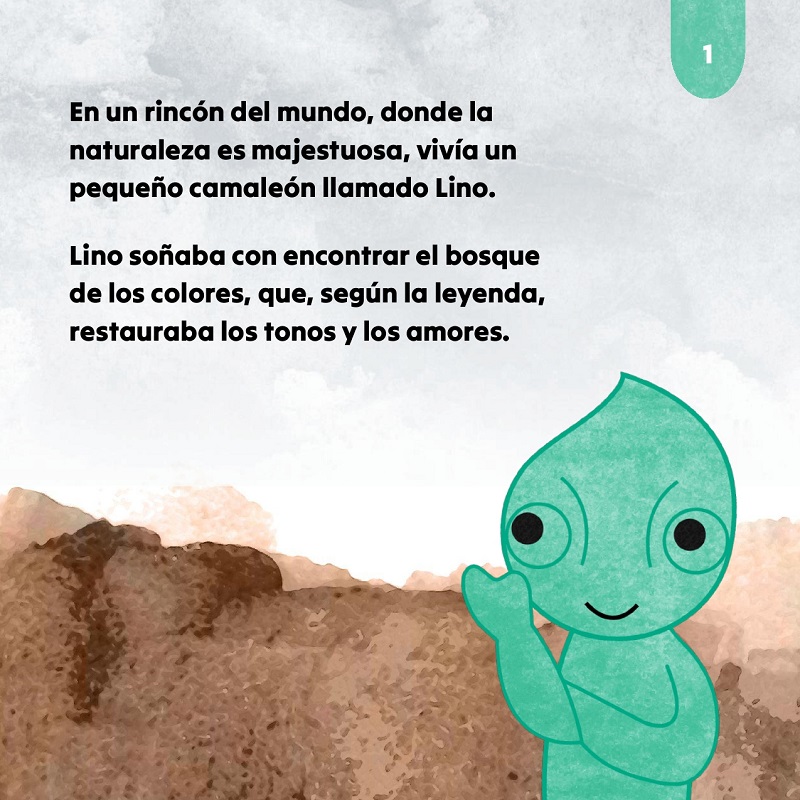 1
En un rincón del mundo, donde la
naturaleza es majestuosa, vivía un
pequeño camaleón llamado Lino.
Lino soñaba con encontrar el bosque
de los colores, que, según la leyenda,
restauraba los tonos y los amores.